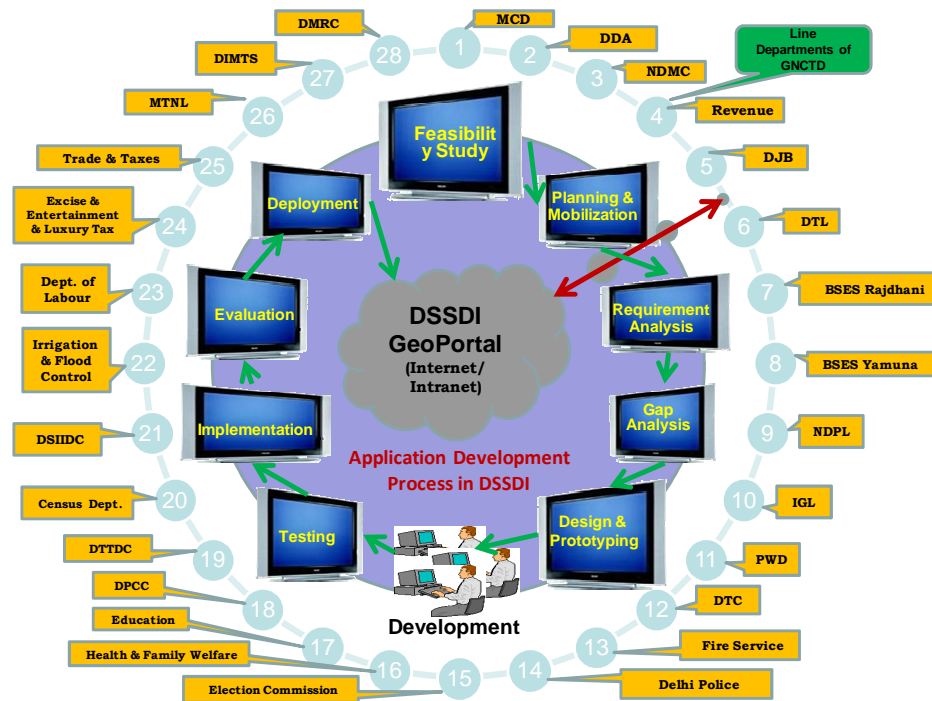 MCD
1
DDA
2
NDMC
3
Line
Departments of
GNCTD
4
Revenue
5
DJB
6
DTL
7
BSES Rajdhani
8
BSES Yamuna
9
NDPL
10
IGL
11
PWD
12
DTC
13
Fire Service
14
Delhi Police
15
Election Commission
16
Health & Family Welfare
17
Education
18
DPCC
19
DTTDC
20
Census Dept.
21
DSIIDC
22
Irrigation
& Flood
Control
23
Dept. of
Labour
24
Excise &
Entertainment
& Luxury Tax
25
Trade & Taxes
26
MTNL
27
DIMTS
28
DMRC
Feasibilit
y Study
Planning &
Mobilization
Requirement
Analysis
Gap
Analysis
Design &
Prototyping
Development
Testing
Implementation
Evaluation
Deployment
DSSDI
GeoPortal
(Internet/
Intranet)
Application Development
Process in DSSDI